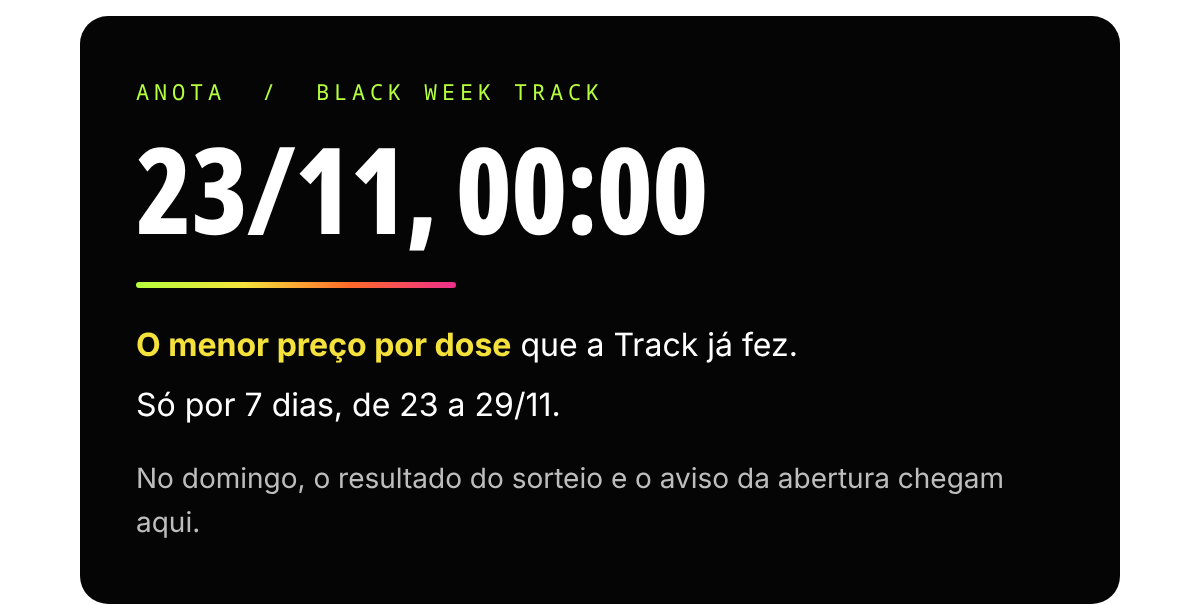 ANOTA / BLACK WEEK TRACK
23/11, 00:00
O menor preço por dose que a Track já fez.
Só por 7 dias, de 23 a 29/11.
No domingo, o resultado do sorteio e o aviso da abertura chegam
aqui.